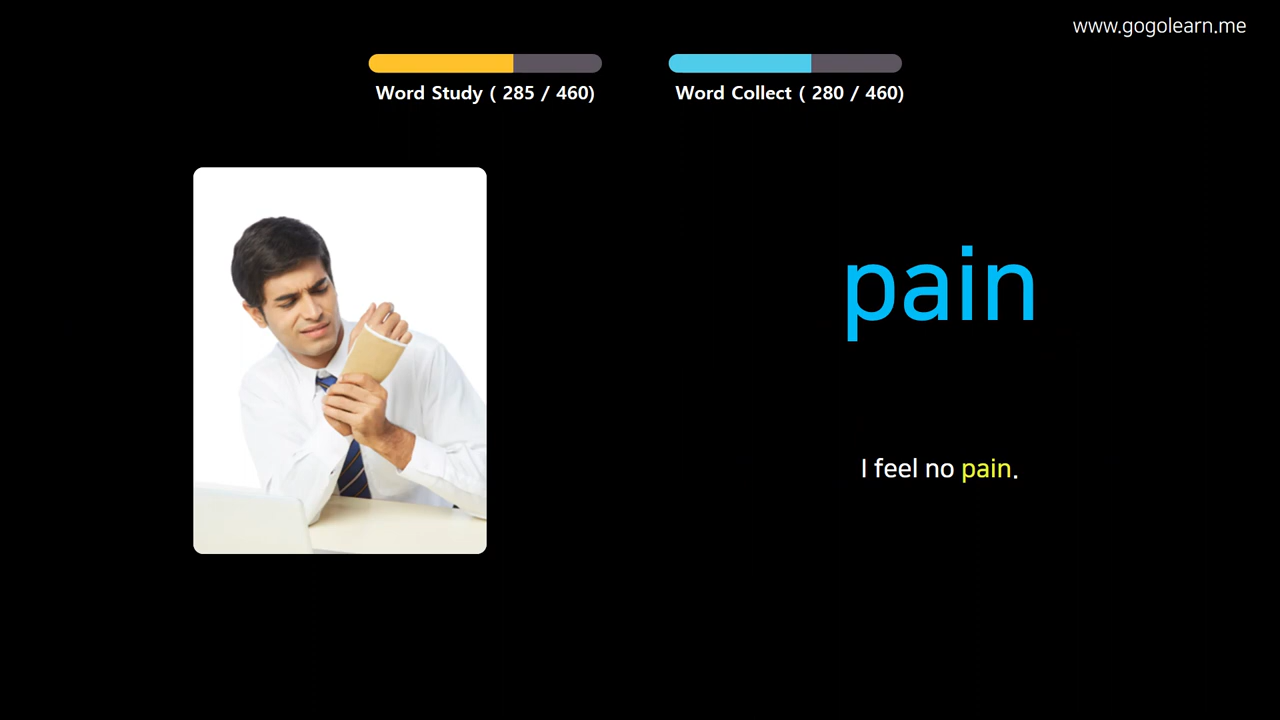 www.gogolearn.me
Word Study ( 285 / 460)
Word Collect ( 280 / 460)
pain
I feel no pain.